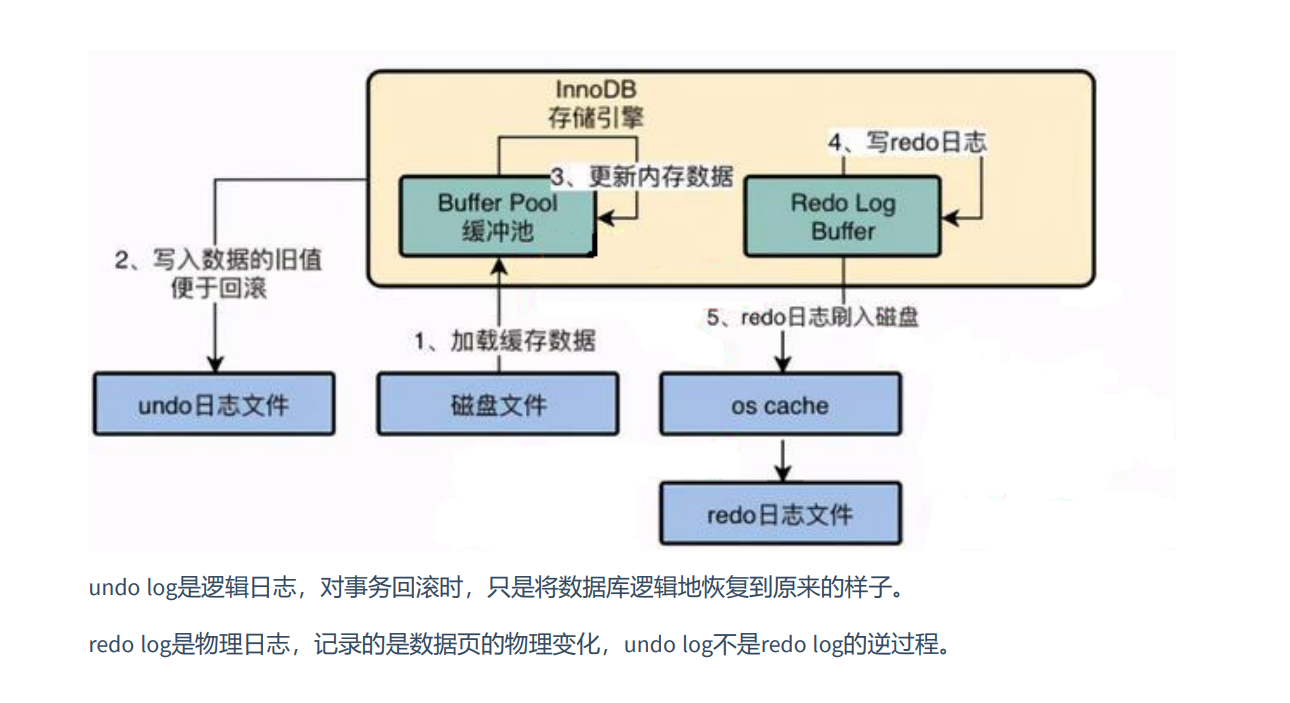 InnoDB
存储引擎
4、写redo日志
3、更新内存数据
Buffer Pool
缓冲池
Redo Log
Buffer
2、写入数据的旧值
便于回滚
1、加载缓存数据
5、redo日志刷入磁盘
undo日志文件
磁盘文件
os cache
redo日志文件
undo log是逻辑日志，对事务回滚时，只是将数据库逻辑地恢复到原来的样子。
redo log是物理日志，记录的是数据页的物理变化，undo log不是redo log的逆过程。